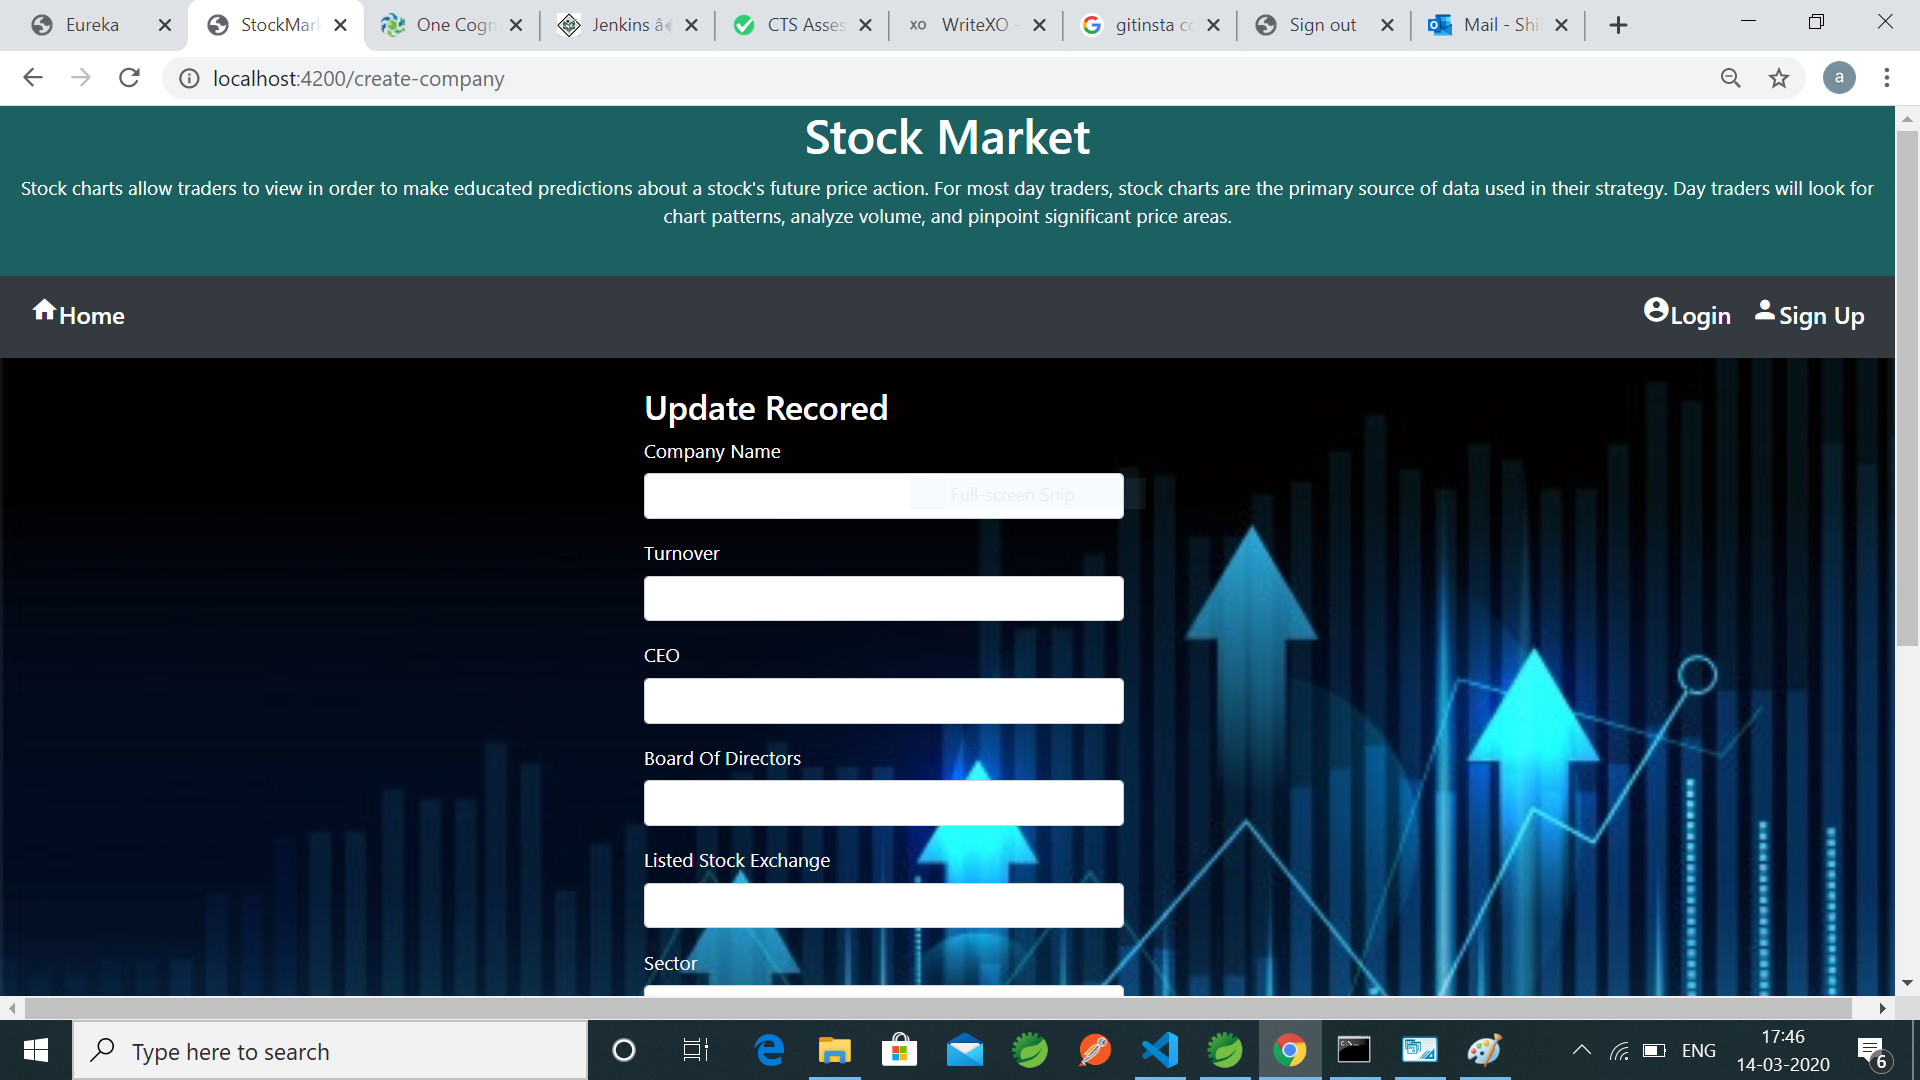 Eureka
StockMark
One Cogn
Jenkins â€
CTS Asses
WriteXO -
gitinsta co
Sign out
Mail - Shil
localhost:4200/create-company
a
Stock Market
Stock charts allow traders to view in order to make educated predictions about a stock's future price action. For most day traders, stock charts are the primary source of data used in their strategy. Day traders will look for
chart patterns, analyze volume, and pinpoint significant price areas.
Home
Login
Sign Up
Update Recored
Company Name
Full-screen Snip
Turnover
CEO
Board Of Directors
Listed Stock Exchange
Sector
Type here to search
ENG
17:46
14-03-2020
6